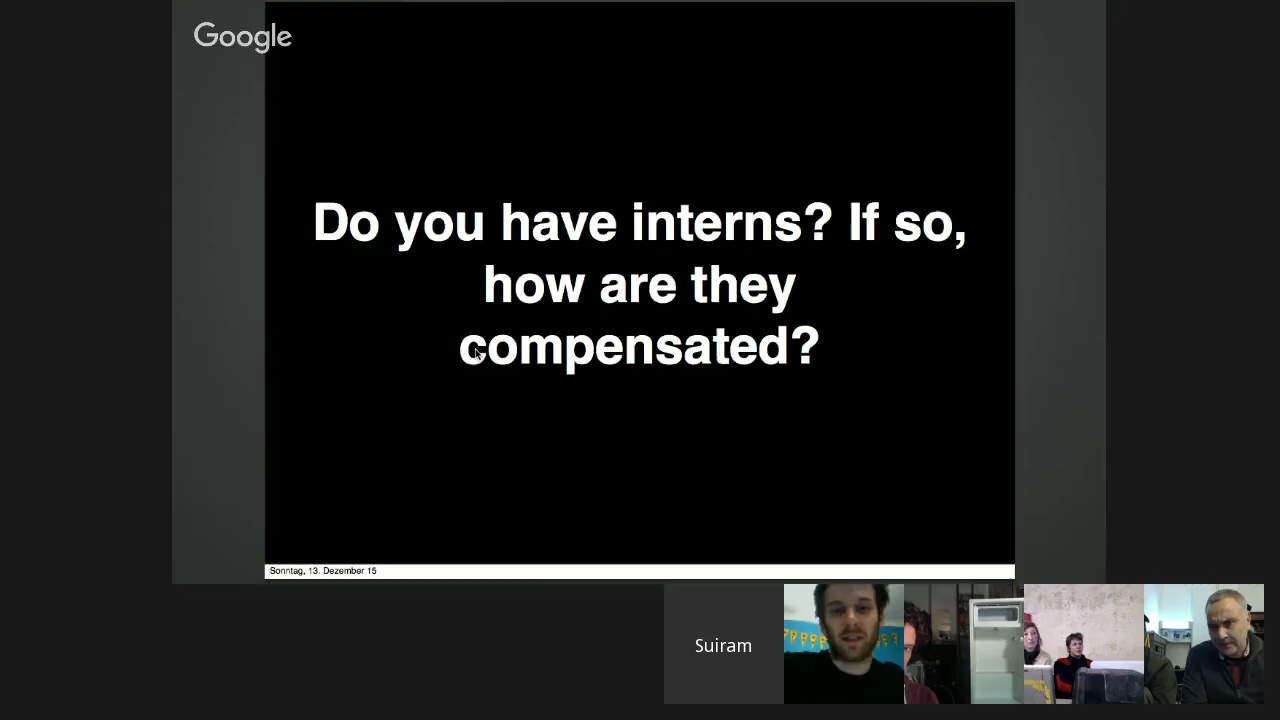 Google
Do you have interns? If so,
how are they
compensated?
Sonntag, 13. Dezember 15
Suiram